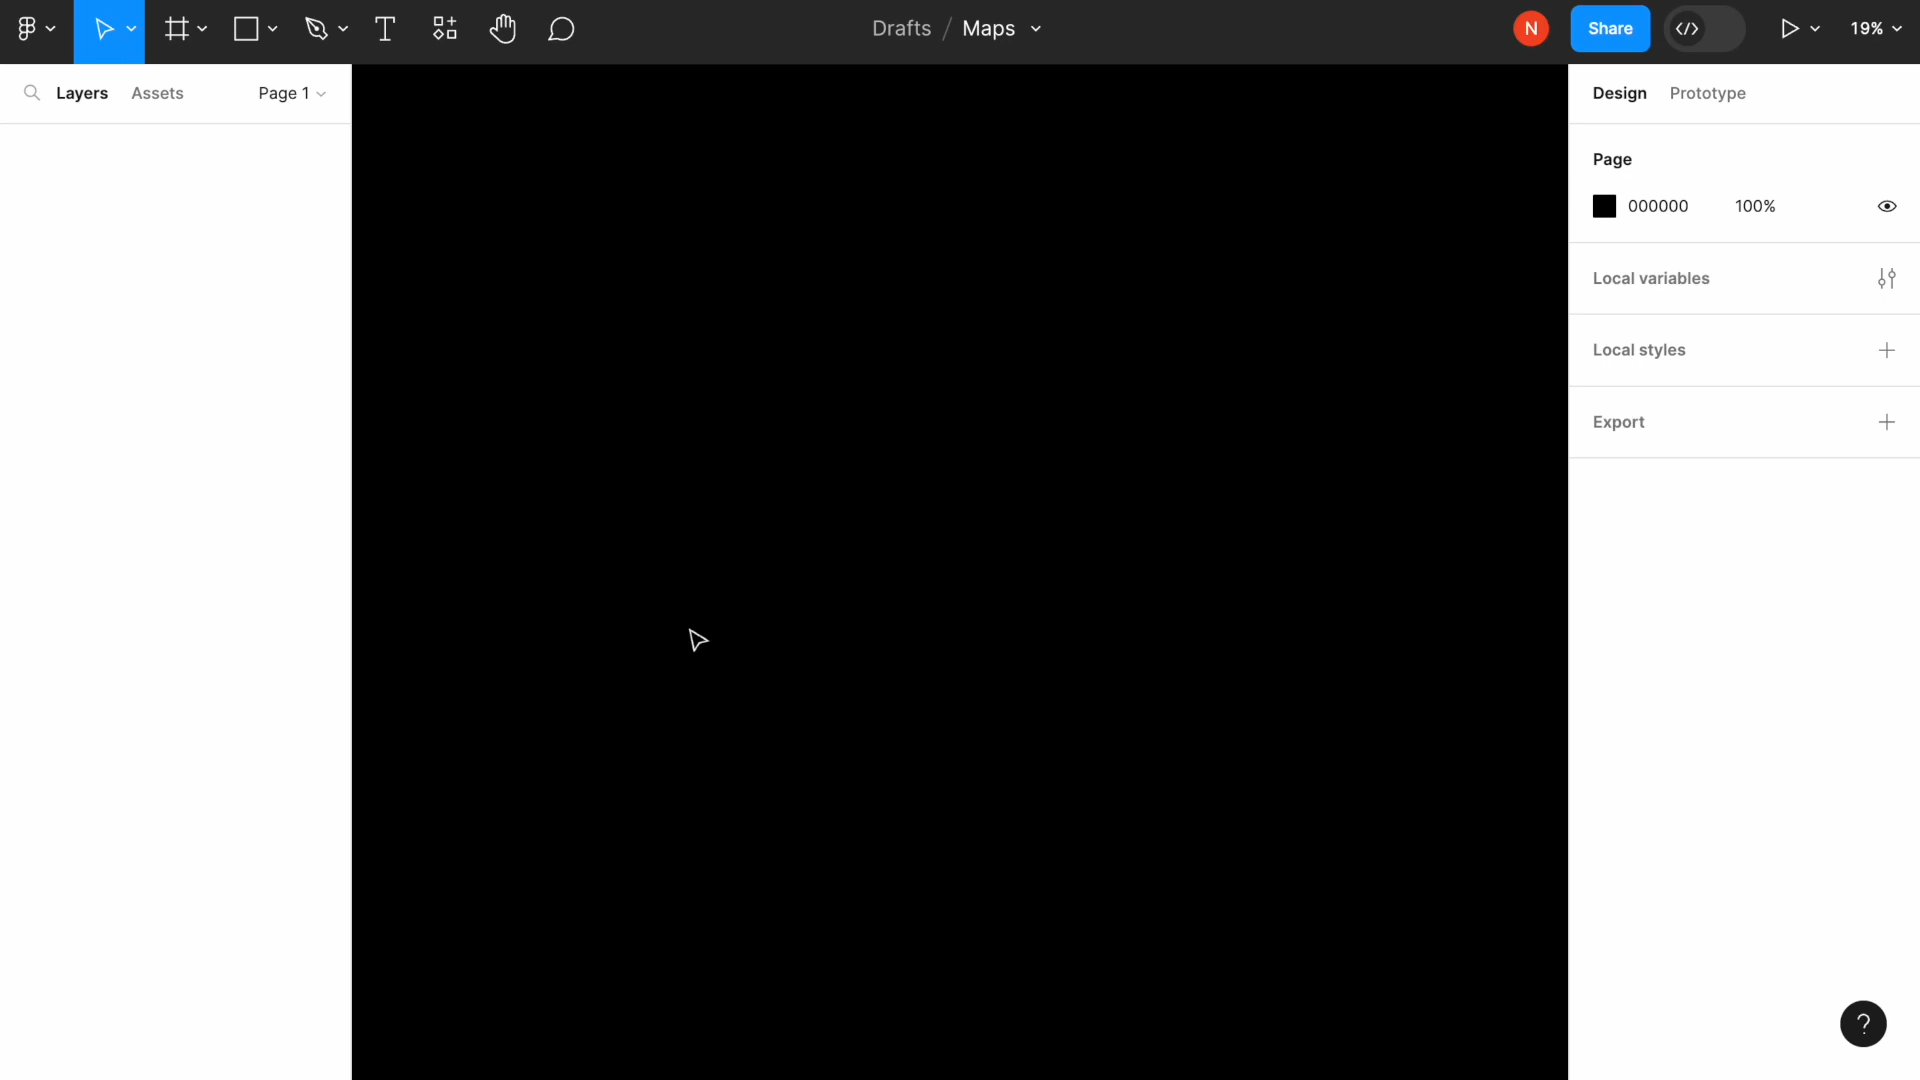 Drafts / Maps
N
Share
19%
Layers
Assets
Page 1
Design
Prototype
Page
000000
100%
Local variables
Local styles
Export
?